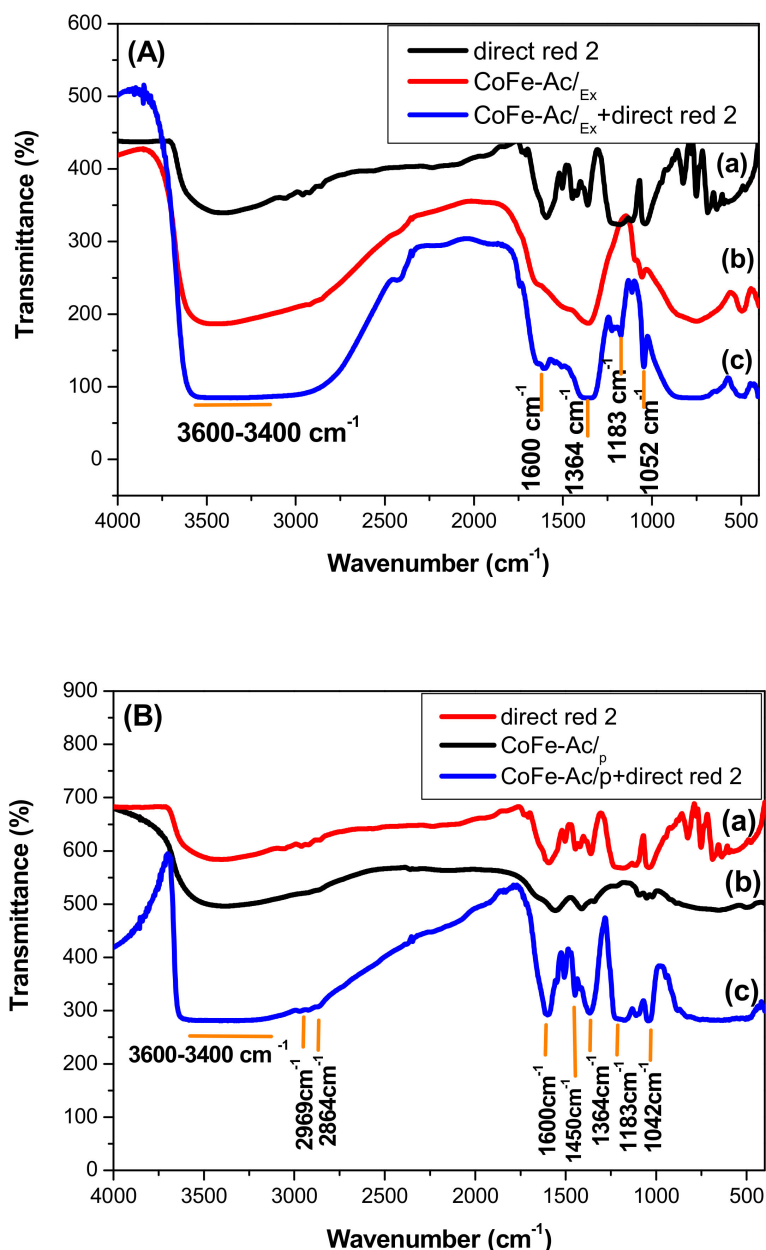 (A)
direct red 2
CoFe-Ac/Ex
CoFe-Ac/Ex+direct red 2
(a)
(b)
(c)
600
500
400
300
200
100
0
Transmittance (%)
3600-3400 cm-1
1600 cm-1
1364 cm-1
1183 cm-1
1052 cm-1
4000 3500 3000 2500 2000 1500 1000 500
Wavenumber (cm-1)
(B)
direct red 2
CoFe-Ac/p
CoFe-Ac/p+direct red 2
(a)
(b)
(c)
900
800
700
600
500
400
300
200
100
0
Transmittance (%)
3600-3400 cm-1
2969cm-1
2864cm-1
1600cm-1
1450cm-1
1364cm-1
1183cm-1
1042cm-1
4000 3500 3000 2500 2000 1500 1000 500
Wavenumber (cm-1)